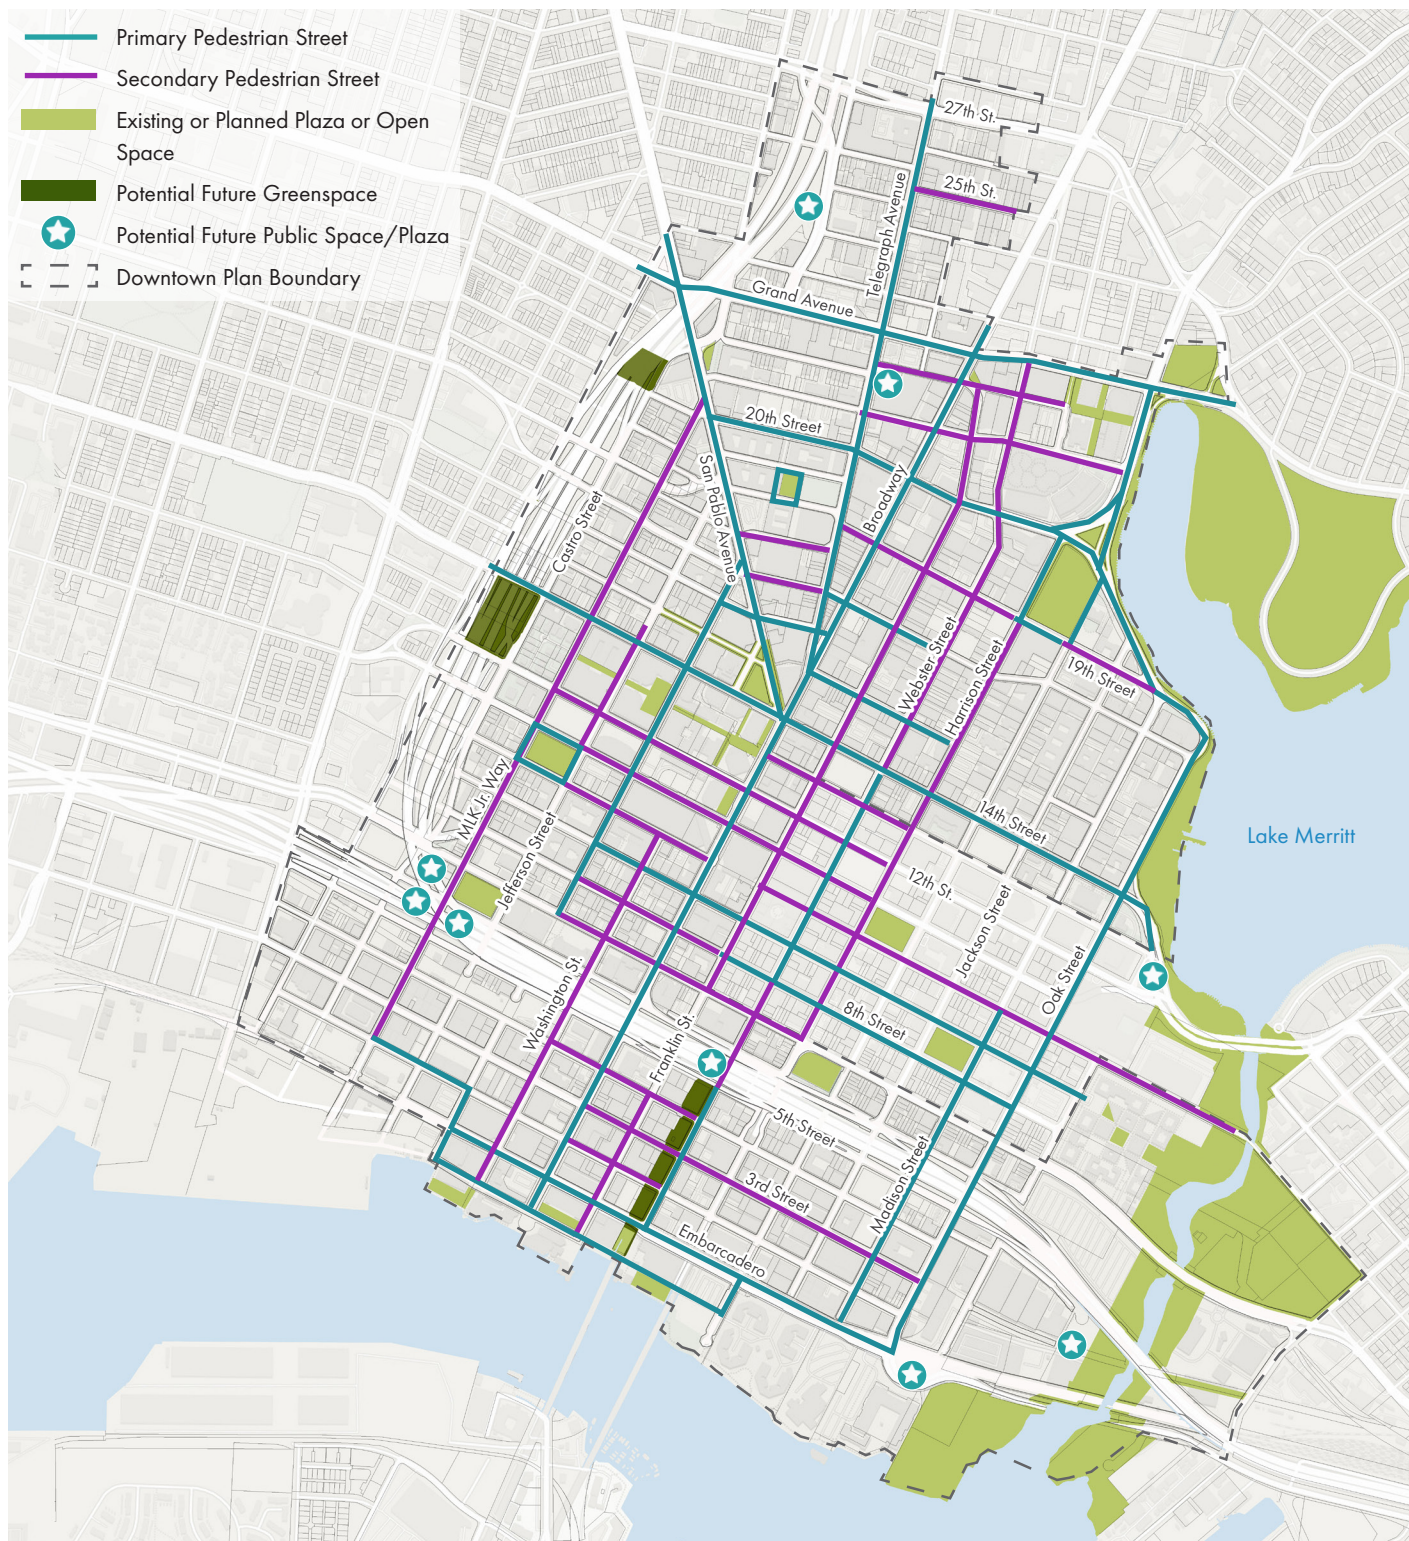 Primary Pedestrian Street
Secondary Pedestrian Street
Existing or Planned Plaza or Open
Space
Potential Future Greenspace
Potential Future Public Space/Plaza
Downtown Plan Boundary
27th St.
25th St.
Telegraph Avenue
Grand Avenue
20th Street
San Pablo Avenue
Broadway
Castro Street
Webster Street
Harrison Street
19th Street
MLK Jr. Way
Jefferson Street
14th Street
Lake Merritt
12th St.
Jackson Street
Oak Street
Washington St.
Franklin St.
8th Street
5th Street
Madison Street
3rd Street
Embarcadero